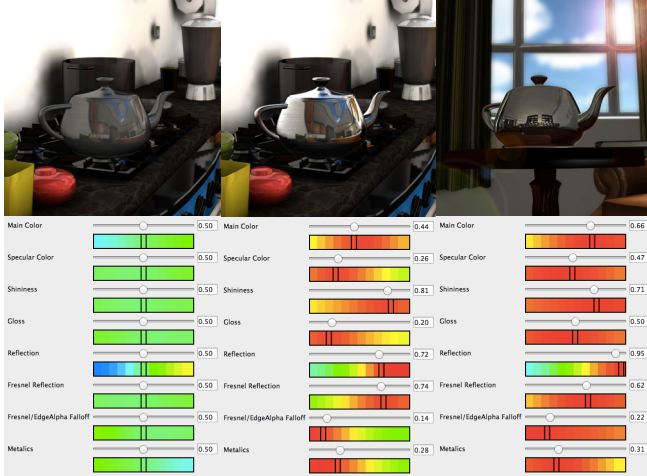 Main Color 0.50
Specular Color 0.50
Shininess 0.50
Gloss 0.50
Reflection 0.50
Fresnel Reflection 0.50
Fresnel/EdgeAlpha Falloff 0.50
Metalics 0.50
Main Color 0.44
Specular Color 0.26
Shininess 0.81
Gloss 0.20
Reflection 0.72
Fresnel Reflection 0.74
Fresnel/EdgeAlpha Falloff 0.14
Metalics 0.28
Main Color 0.66
Specular Color 0.47
Shininess 0.71
Gloss 0.50
Reflection 0.95
Fresnel Reflection 0.62
Fresnel/EdgeAlpha Falloff 0.22
Metalics 0.31